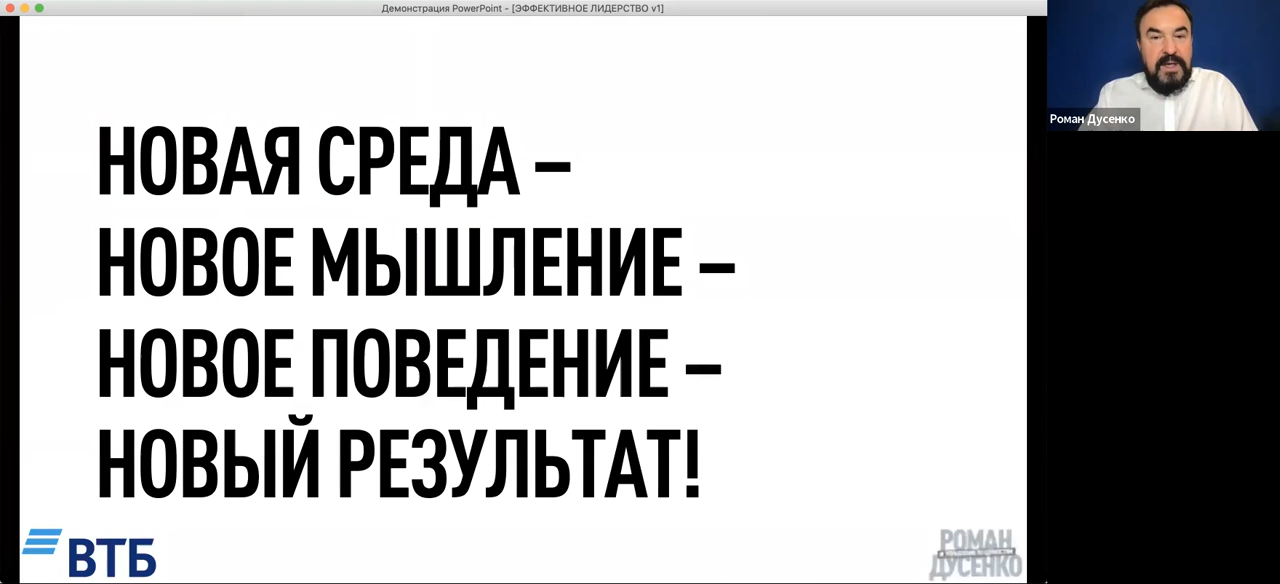 Демонстрация PowerPoint - [ЭФФЕКТИВНОЕ ЛИДЕРСТВО v1]
Роман Дусенко
НОВАЯ СРЕДА –
НОВОЕ МЫШЛЕНИЕ –
НОВОЕ ПОВЕДЕНИЕ –
НОВЫЙ РЕЗУЛЬТАТ!
ВТБ
РОМАН
ДУСЕНКО